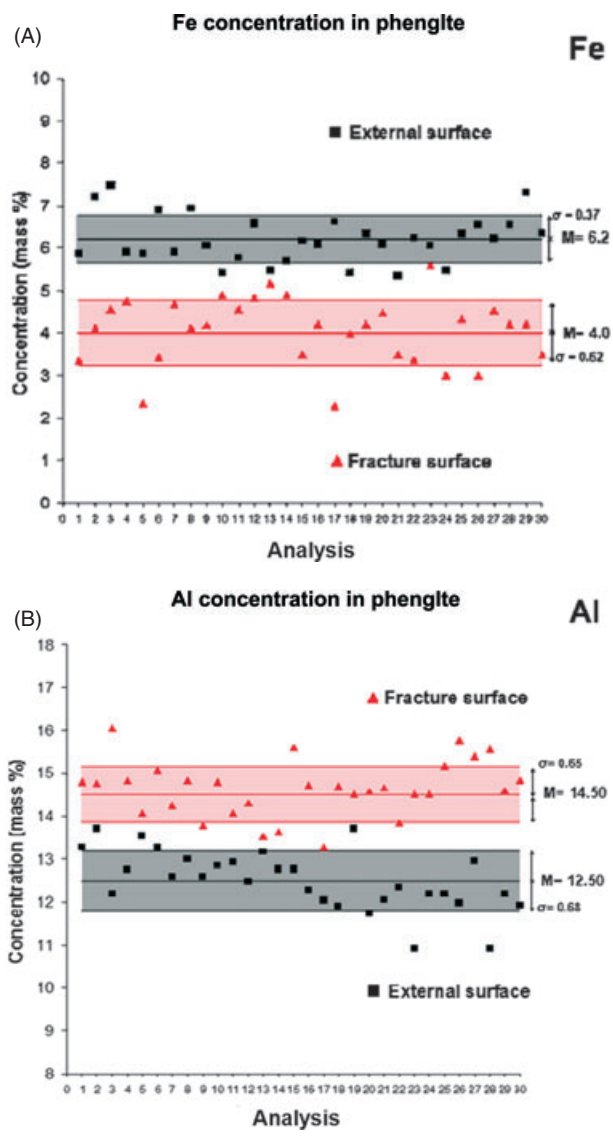 (A)
Fe concentration in phengIte
Fe
Concentration (mass %)
10
9
8
7
6
5
4
3
2
1
0
External surface
σ – 0.37
M= 6.2
M– 4.0
σ – 0.52
Fracture surface
0 1 2 3 4 5 6 7 8 9 10 11 12 13 14 15 16 17 18 19 20 21 22 23 24 25 26 27 28 29 30
Analysis
(B)
Al concentration in phengIte
Al
Concentration [mass %)
18
17
16
15
14
13
12
11
10
9
8
Fracture surface
σ= 0.65
M= 14.50
M– 12.50
σ= 0.68
External surface
0 1 2 3 4 5 6 7 8 9 10 11 12 13 14 15 16 17 18 19 20 21 22 23 24 25 26 27 28 29 30
Analysis